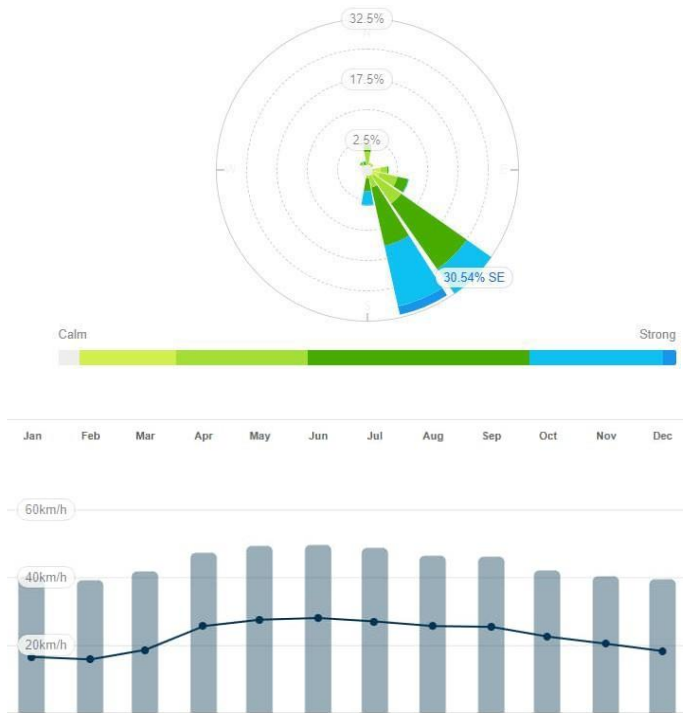 32.5%
17.5%
2.5%
30.54% SE
Calm Strong
Jan Feb Mar Apr May Jun Jul Aug Sep Oct Nov Dec
60km/h
40km/h
20km/h